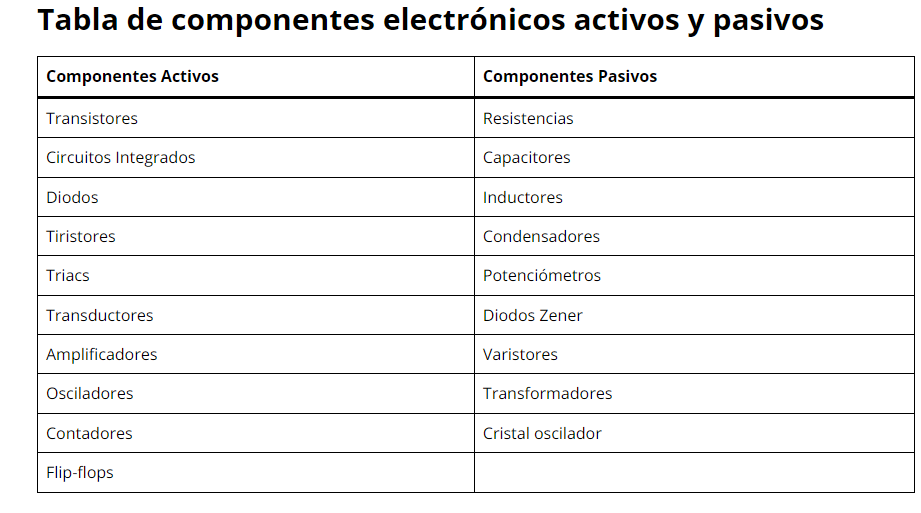 Tabla de componentes electrónicos activos y pasivos
Componentes Activos Componentes Pasivos
Transistores Resistencias
Circuitos Integrados Capacitores
Diodos Inductores
Tiristores Condensadores
Triacs Potenciómetros
Transductores Diodos Zener
Amplificadores Varistores
Osciladores Transformadores
Contadores Cristal oscilador
Flip-flops